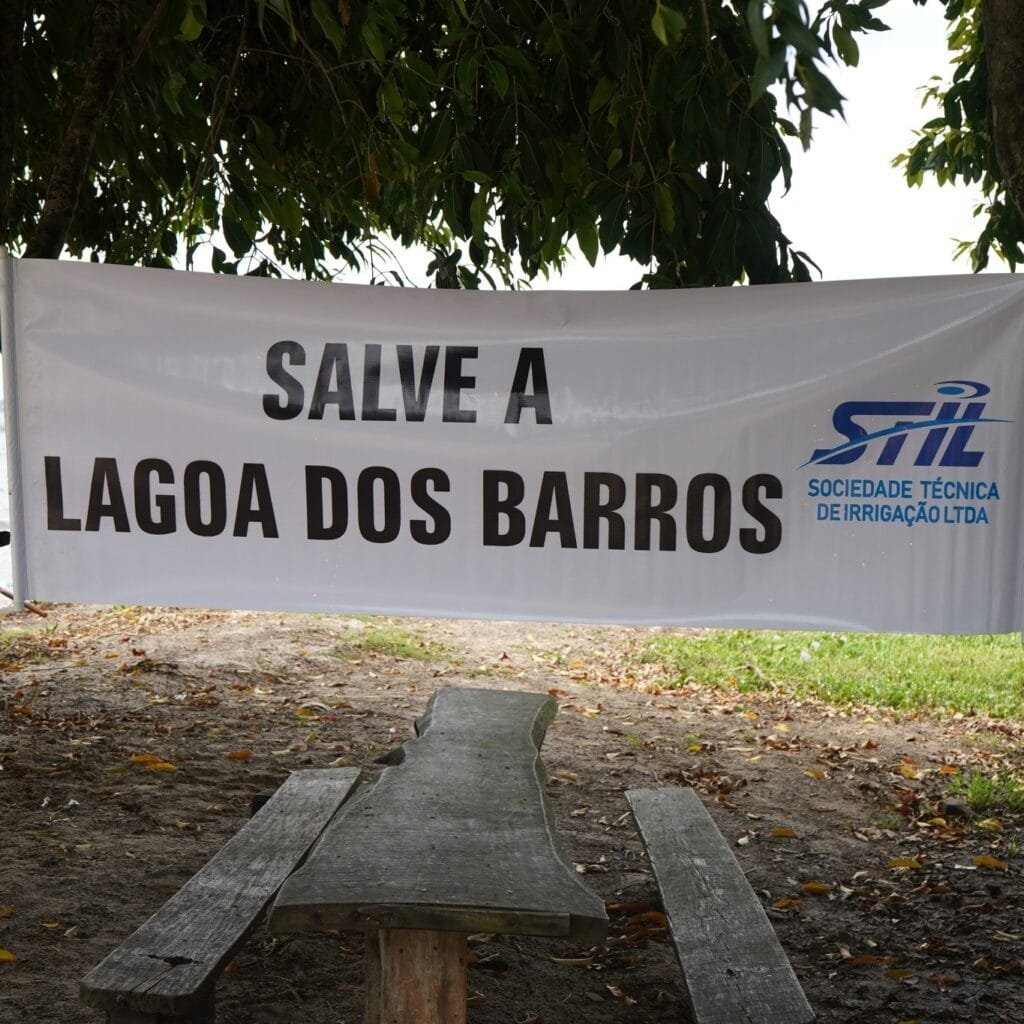 SALVE A
LAGOA DOS BARROS
STIL
SOCIEDADE TÉCNICA
DE IRRIGAÇÃO LTDA